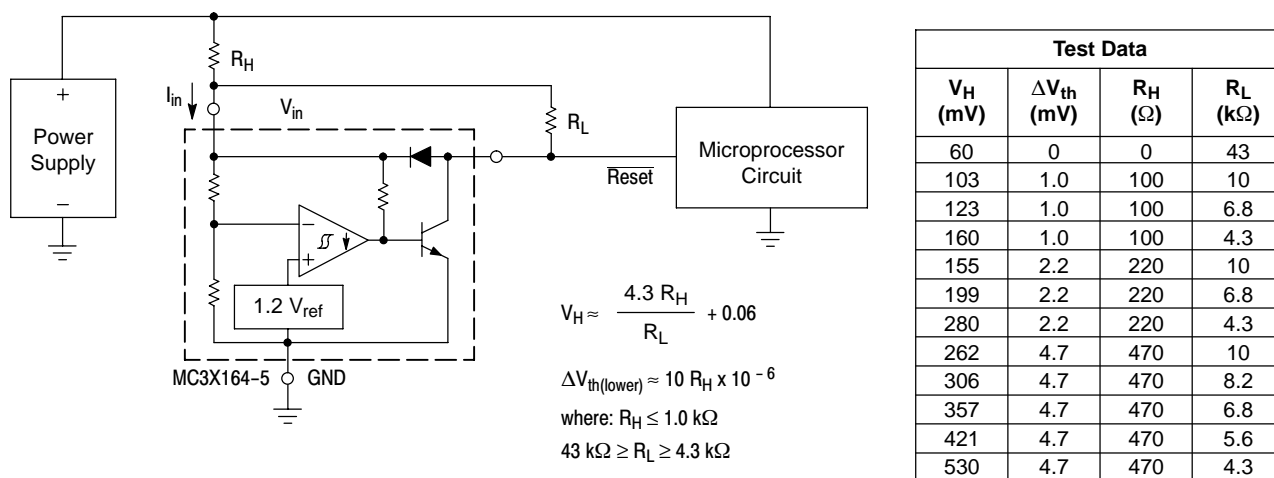 R_H
I_in
V_in
R_L
+
Power
Supply
−
Reset
Microprocessor
Circuit
−
+
1.2 V_ref
MC3X164−5
GND
V_H ≈ 4.3 R_H / R_L + 0.06
ΔV_th(lower) ≈ 10 R_H x 10 −6
where: R_H ≤ 1.0 kΩ
43 kΩ ≥ R_L ≥ 4.3 kΩ
Test Data
V_H (mV) ΔV_th (mV) R_H (Ω) R_L (kΩ)
60 0 0 43
103 1.0 100 10
123 1.0 100 6.8
160 1.0 100 4.3
155 2.2 220 10
199 2.2 220 6.8
280 2.2 220 4.3
262 4.7 470 10
306 4.7 470 8.2
357 4.7 470 6.8
421 4.7 470 5.6
530 4.7 470 4.3